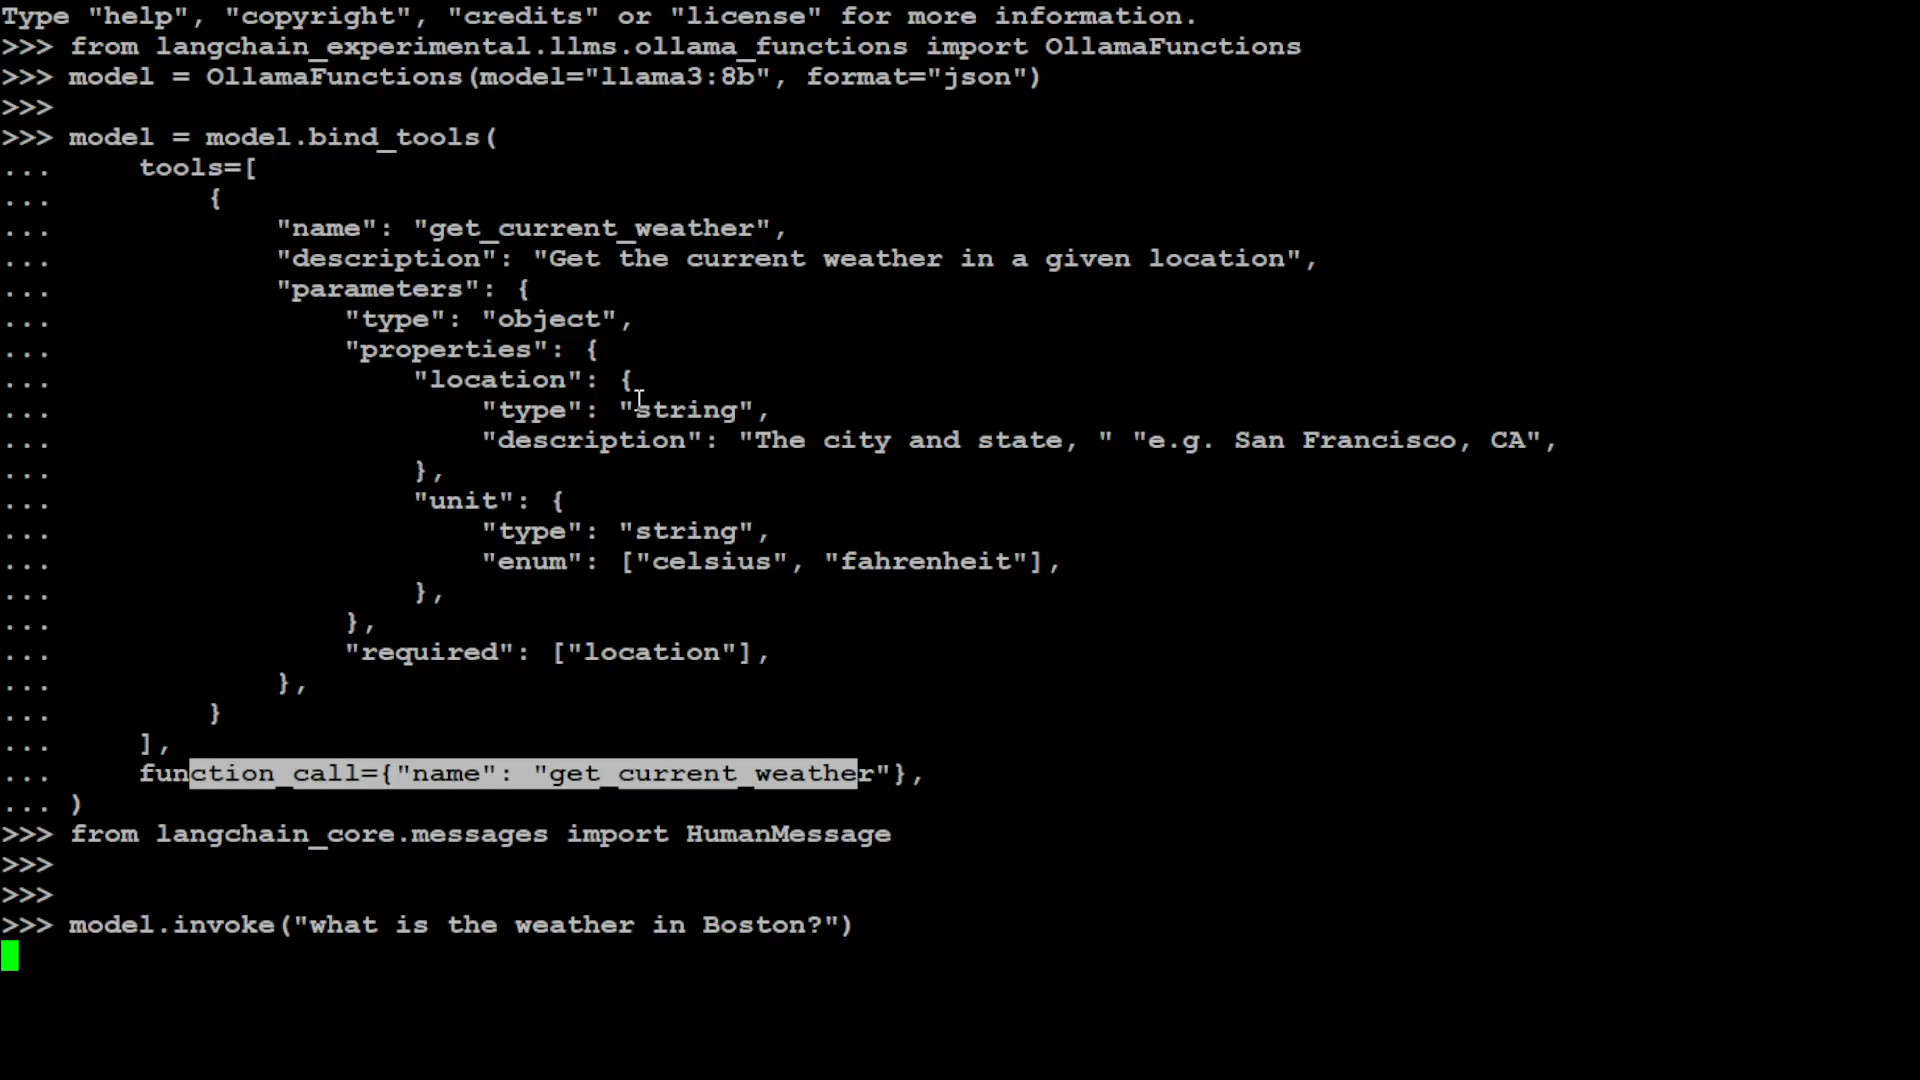 Type "help", "copyright", "credits" or "license" for more information.
>>> from langchain_experimental.llms.ollama_functions import OllamaFunctions
>>> model = OllamaFunctions(model="llama3:8b", format="json")
>>>
>>> model = model.bind_tools(
...     tools=[
...         {
...             "name": "get_current_weather",
...             "description": "Get the current weather in a given location",
...             "parameters": {
...                 "type": "object",
...                 "properties": {
...                     "location": {
...                         "type": "string",
...                         "description": "The city and state, " "e.g. San Francisco, CA",
...                     },
...                     "unit": {
...                         "type": "string",
...                         "enum": ["celsius", "fahrenheit"],
...                     },
...                 },
...                 "required": ["location"],
...             },
...         }
...     ],
...     function_call={"name": "get_current_weather"},
... )
>>> from langchain_core.messages import HumanMessage
>>>
>>>
>>> model.invoke("what is the weather in Boston?")